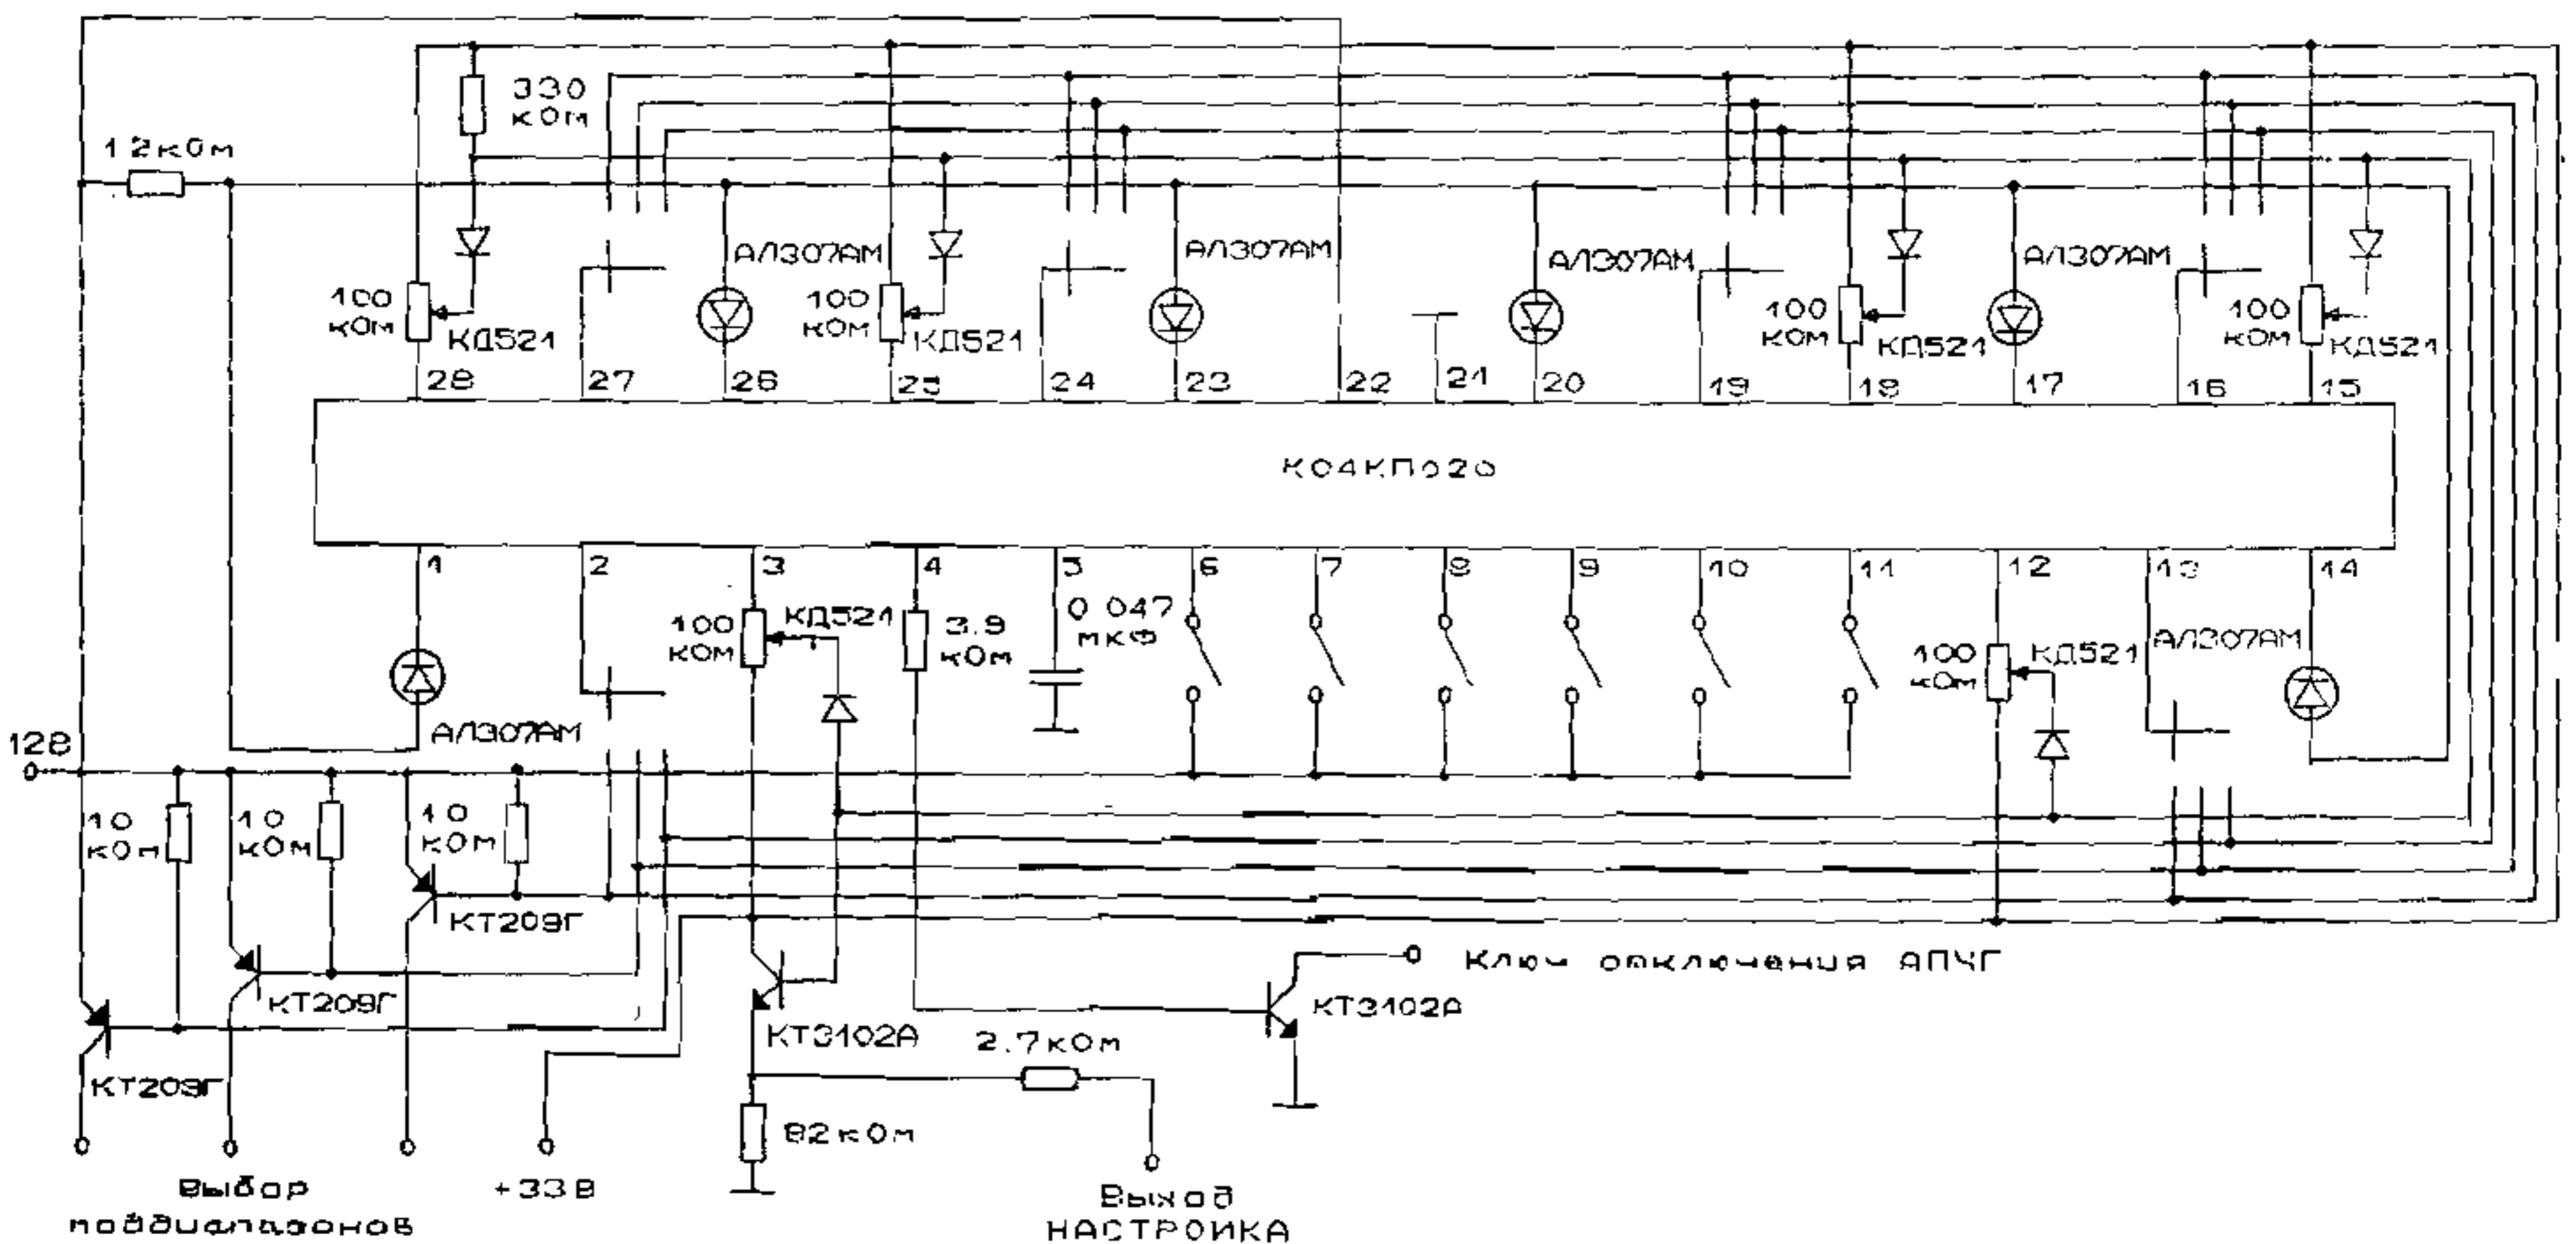 330
кОм
12кОм
АЛ307АМ
АЛ307АМ
АЛ307АМ
АЛ307АМ
100
кОм
КД521
100
кОм
КД521
100
кОм
КД521
100
кОм
КД521
28
27
26
25
24
23
22
21
20
19
18
17
16
15
К04КП020
1
2
3
4
5
6
7
8
9
10
11
12
13
14
100
кОм
КД521
3.9
кОм
0 047
мкФ
100
кОм
КД521
АЛ307АМ
АЛ307АМ
12В
10
кОм
10
кОм
10
кОм
КТ209Г
КТ209Г
КТ209Г
КТ3102А
КТ3102А
Ключ отключения АПЧГ
2.7кОм
82кОм
Выбор
поддиапазонов
+33В
Выход
НАСТРОЙКА